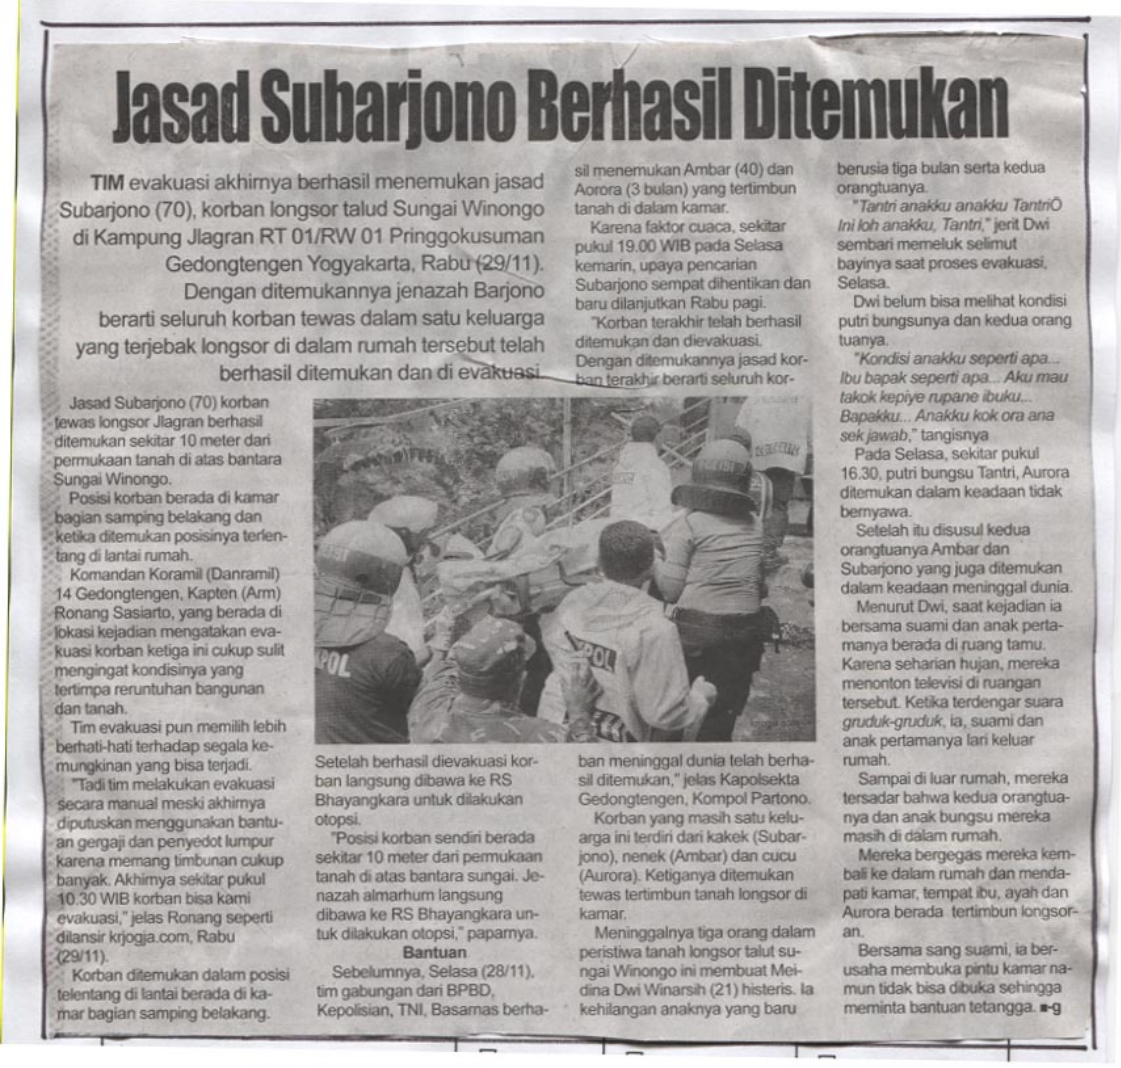 Jasad Subarjono Berhasil Ditemukan
TIM evakuasi akhirnya berhasil menemukan jasad
Subarjono (70), korban longsor talud Sungai Winongo
di Kampung Jlagran RT 01/RW 01 Pringgokusuman
Gedongtengen Yogyakarta, Rabu (29/11).
Dengan ditemukannya jenazah Barjono
berarti seluruh korban tewas dalam satu keluarga
yang terjebak longsor di dalam rumah tersebut telah
berhasil ditemukan dan di evakuasi.
Jasad Subarjono (70) korban
tewas longsor Jlagran berhasil
ditemukan sekitar 10 meter dari
permukaan tanah di atas bantara
Sungai Winongo.
Posisi korban berada di kamar
bagian samping belakang dan
ketika ditemukan posisinya terlen-
tang di lantai rumah.
Komandan Koramil (Danramil)
14 Gedongtengen, Kapten (Arm)
Ronang Sasiarto, yang berada di
lokasi kejadian mengatakan eva-
kuasi korban ketiga ini cukup sulit
mengingat kondisinya yang
tertimpa reruntuhan bangunan
dan tanah.
Tim evakuasi pun memilih lebih
berhati-hati terhadap segala ke-
mungkinan yang bisa terjadi.
"Tadi tim melakukan evakuasi
secara manual meski akhirnya
diputuskan menggunakan bantu-
an gergaji dan penyedot lumpur
karena memang timbunan cukup
banyak. Akhirnya sekitar pukul
10.30 WIB korban bisa kami
evakuasi," jelas Ronang seperti
dilansir krjogja.com, Rabu
(29/11).
Korban ditemukan dalam posisi
telentang di lantai berada di ka-
mar bagian samping belakang.
POL
POL
krjogja.com
Setelah berhasil dievakuasi kor-
ban langsung dibawa ke RS
Bhayangkara untuk dilakukan
otopsi.
"Posisi korban sendiri berada
sekitar 10 meter dari permukaan
tanah di atas bantara sungai. Je-
nazah almarhum langsung
dibawa ke RS Bhayangkara un-
tuk dilakukan otopsi," paparnya.
Bantuan
Sebelumnya, Selasa (28/11),
tim gabungan dari BPBD,
Kepolisian, TNI, Basarnas berha-
sil menemukan Ambar (40) dan
Aorora (3 bulan) yang tertimbun
tanah di dalam kamar.
Karena faktor cuaca, sekitar
pukul 19.00 WIB pada Selasa
kemarin, upaya pencarian
Subarjono sempat dihentikan dan
baru dilanjutkan Rabu pagi.
"Korban terakhir telah berhasil
ditemukan dan dievakuasi.
Dengan ditemukannya jasad kor-
ban terakhir berarti seluruh kor-
ban meninggal dunia telah berha-
sil ditemukan," jelas Kapolsekta
Gedongtengen, Kompol Partono.
Korban yang masih satu kelu-
arga ini terdiri dari kakek (Subar-
jono), nenek (Ambar) dan cucu
(Aurora). Ketiganya ditemukan
tewas tertimbun tanah longsor di
kamar.
Meninggalnya tiga orang dalam
peristiwa tanah longsor talut su-
ngai Winongo ini membuat Mei-
dina Dwi Winarsih (21) histeris. Ia
kehilangan anaknya yang baru
berusia tiga bulan serta kedua
orangtuanya.
"Tantri anakku anakku TantriÖ
Ini loh anakku, Tantri," jerit Dwi
sembari memeluk selimut
bayinya saat proses evakuasi,
Selasa.
Dwi belum bisa melihat kondisi
putri bungsunya dan kedua orang
tuanya.
"Kondisi anakku seperti apa...
Ibu bapak seperti apa... Aku mau
takok kepiye rupane ibuku...
Bapakku... Anakku kok ora ana
sek jawab," tangisnya
Pada Selasa, sekitar pukul
16.30, putri bungsu Tantri, Aurora
ditemukan dalam keadaan tidak
bernyawa.
Setelah itu disusul kedua
orangtuanya Ambar dan
Subarjono yang juga ditemukan
dalam keadaan meninggal dunia.
Menurut Dwi, saat kejadian ia
bersama suami dan anak perta-
manya berada di ruang tamu.
Karena seharian hujan, mereka
menonton televisi di ruangan
tersebut. Ketika terdengar suara
gruduk-gruduk, ia, suami dan
anak pertamanya lari keluar
rumah.
Sampai di luar rumah, mereka
tersadar bahwa kedua orangtua-
nya dan anak bungsu mereka
masih di dalam rumah.
Mereka bergegas mereka kem-
bali ke dalam rumah dan menda-
pati kamar, tempat ibu, ayah dan
Aurora berada tertimbun longsor-
an.
Bersama sang suami, ia ber-
usaha membuka pintu kamar na-
mun tidak bisa dibuka sehingga
meminta bantuan tetangga. ■-g